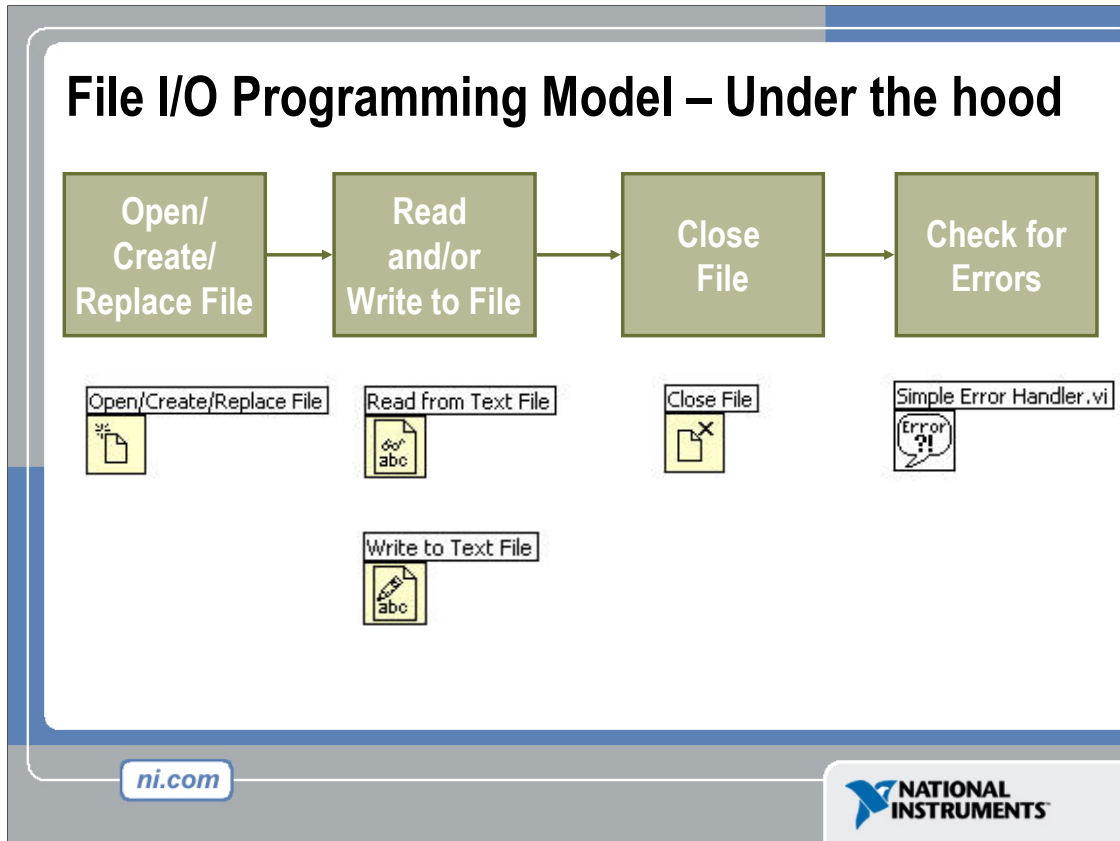 File I/O Programming Model – Under the hood
Open/
Create/
Replace File
Read
and/or
Write to File
Close
File
Check for
Errors
Open/Create/Replace File
Read from Text File
abc
Close File
Simple Error Handler.vi
Error
?!
Write to Text File
abc
ni.com
NATIONAL
INSTRUMENTS™